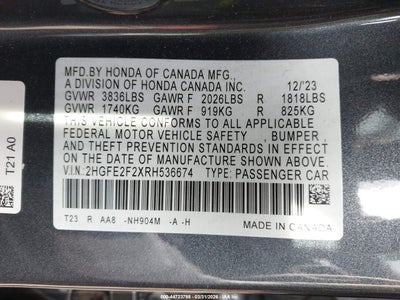 MFD.BY HONDA OF CANADA MFG.,
A DIVISION OF HONDA CANADA INC. 12/'23
GVWR 3836LBS GAWR F 2026LBS R 1818LBS
GVWR 1740KG GAWR F 919KG R 825KG
THIS VEHICLE CONFORMS TO ALL APPLICABLE
FEDERAL MOTOR VEHICLE SAFETY , BUMPER ,
AND THEFT PREVENTION STANDARDS IN
EFFECT ON THE DATE OF MANUFACTURE
SHOWN ABOVE.
V.I.N:2HGFE2F2XRH536674 TYPE: PASSENGER CAR
T23 R AA8 -NH904M -A -H
MADE IN CANADA
T21 A0